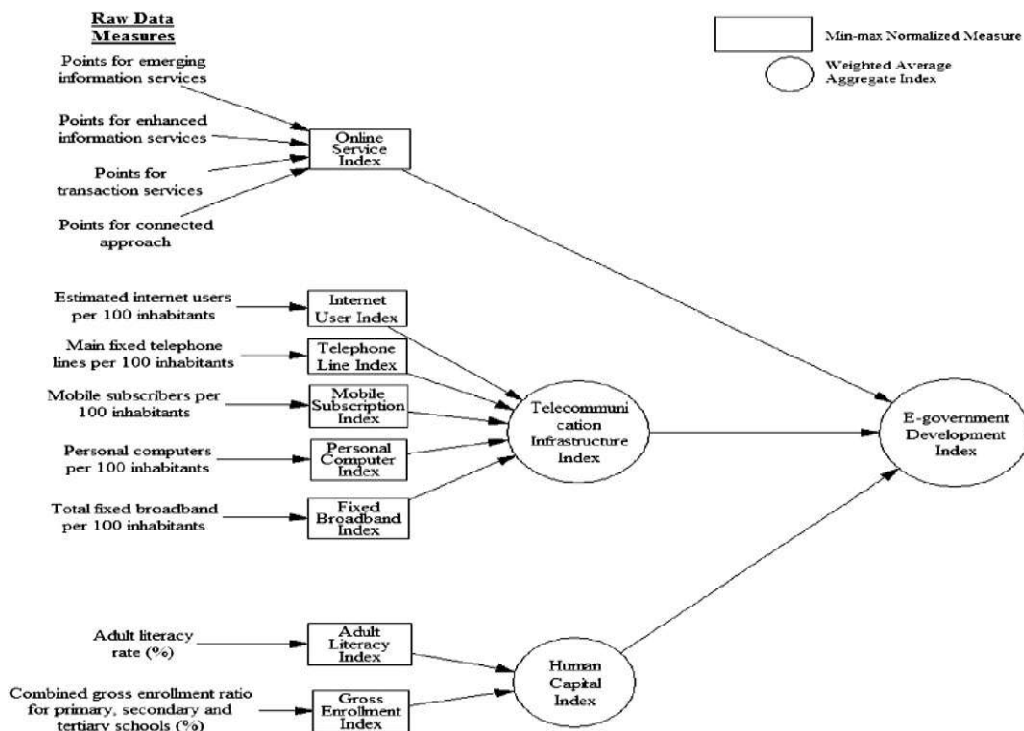 Raw Data
Measures
Points for emerging
information services
Points for enhanced
information services
Points for
transaction services
Points for connected
approach
Online
Service
Index
Min-max Normalized Measure
Weighted Average
Aggregate Index
Estimated internet users
per 100 inhabitants
Internet
User Index
Main fixed telephone
lines per 100 inhabitants
Telephone
Line Index
Mobile subscribers per
100 inhabitants
Mobile
Subscription
Index
Personal computers
per 100 inhabitants
Personal
Computer
Index
Total fixed broadband
per 100 inhabitants
Fixed
Broadband
Index
Telecommuni
cation
Infrastructure
Index
E-government
Development
Index
Adult literacy
rate (%)
Adult
Literacy
Index
Combined gross enrollment ratio
for primary, secondary and
tertiary schools (%)
Gross
Enrollment
Index
Human
Capital
Index